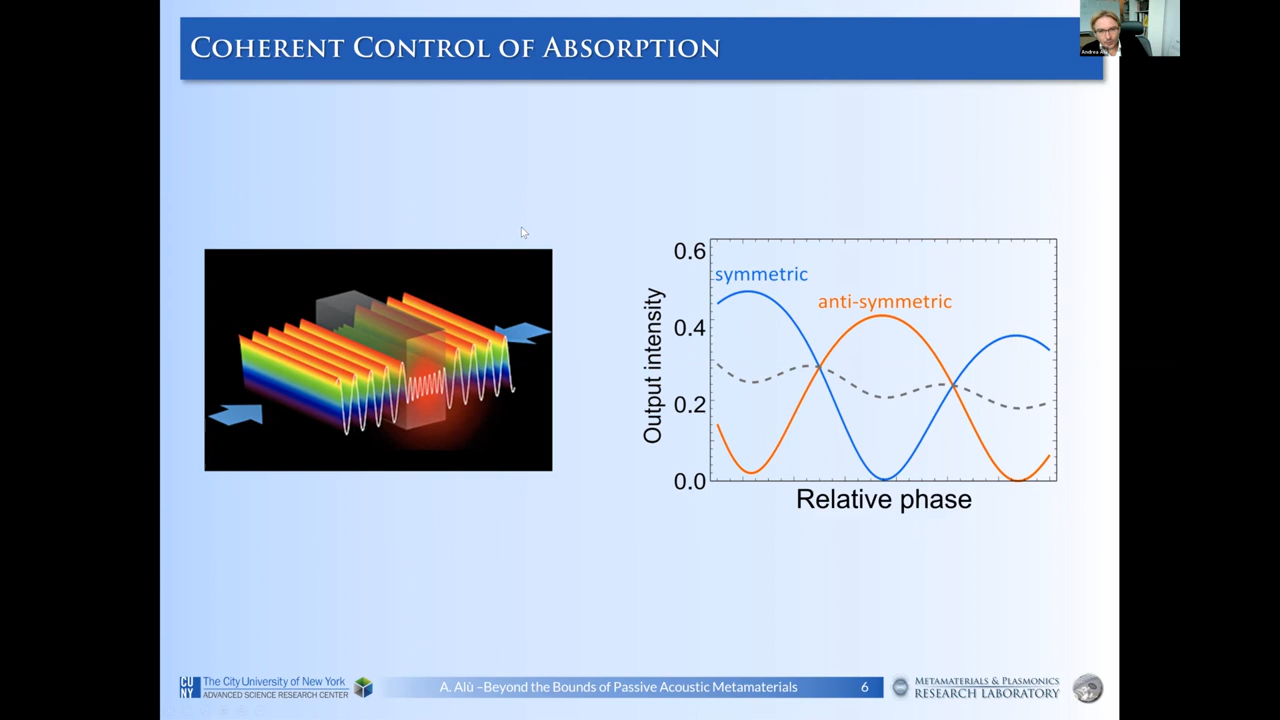 COHERENT CONTROL OF ABSORPTION
0.6
0.4
0.2
0.0
Output intensity
symmetric
anti-symmetric
Relative phase
CU
NY
The City University of New York
ADVANCED SCIENCE RESEARCH CENTER
A. Alù –Beyond the Bounds of Passive Acoustic Metamaterials
6
METAMATERIALS & PLASMONICS
RESEARCH LABORATORY